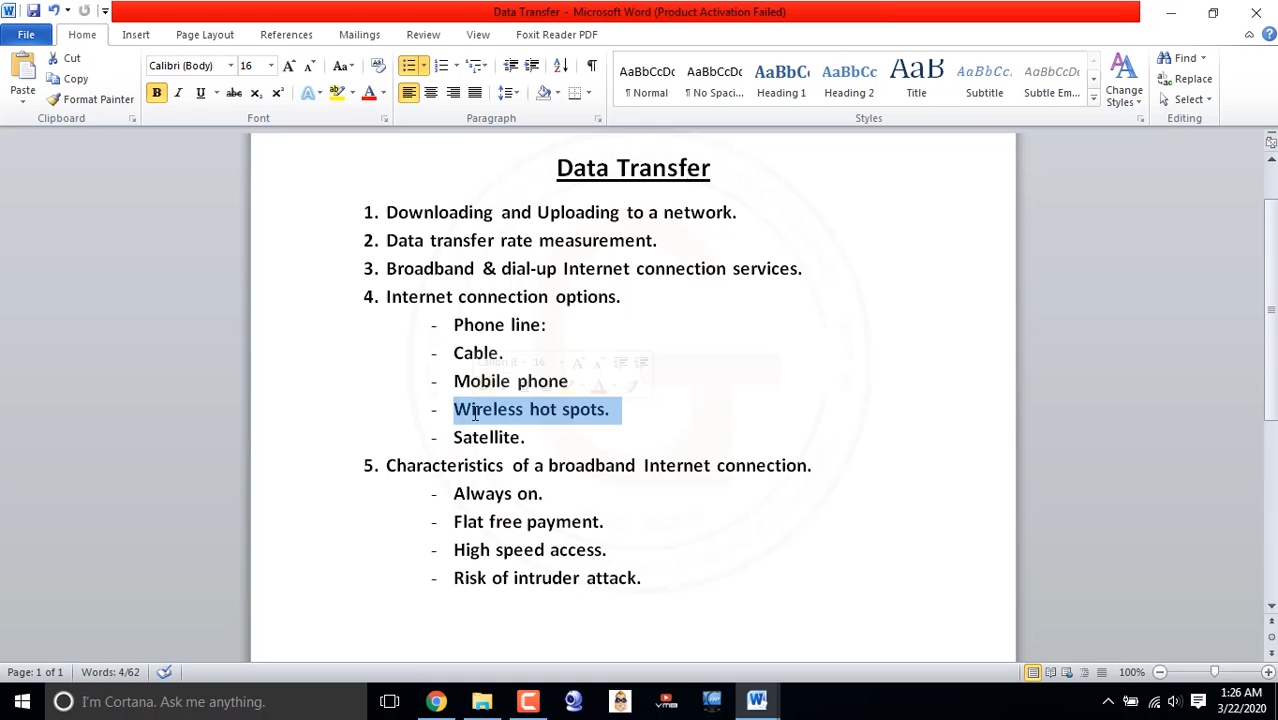 Data Transfer - Microsoft Word (Product Activation Failed)
File Home Insert Page Layout References Mailings Review View Foxit Reader PDF
Paste
Cut
Copy
Format Painter
Clipboard
Calibri (Body) 16
Font
Paragraph
AaBbCcDc AaBbCcDc AaBbCc AaBbCc AaB AaBbCcL AaBbCcDc
¶ Normal ¶ No Spaci... Heading 1 Heading 2 Title Subtitle Subtle Em...
Change Styles
Styles
Find
Replace
Select
Editing
Data Transfer
1. Downloading and Uploading to a network.
2. Data transfer rate measurement.
3. Broadband & dial-up Internet connection services.
4. Internet connection options.
- Phone line:
- Cable.
- Mobile phone
- Wireless hot spots.
- Satellite.
5. Characteristics of a broadband Internet connection.
- Always on.
- Flat free payment.
- High speed access.
- Risk of intruder attack.
Page: 1 of 1 Words: 4/62 100%
I'm Cortana. Ask me anything.
1:26 AM
3/22/2020